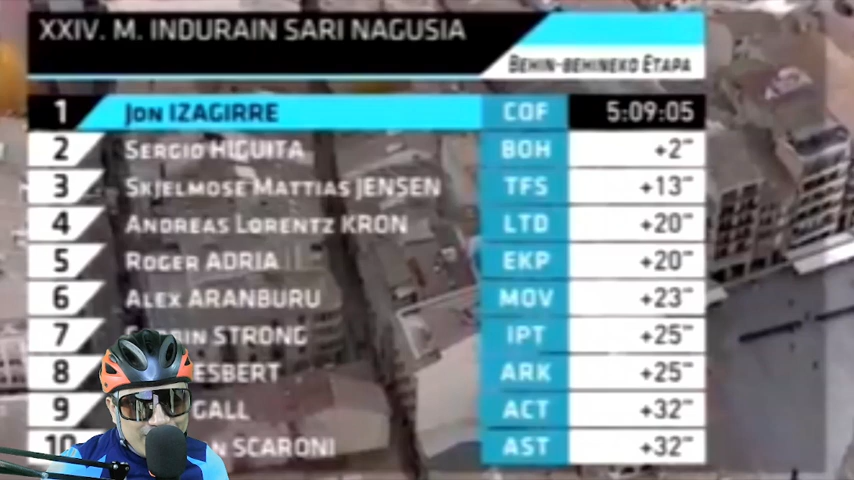 XXIV. M. INDURAIN SARI NAGUSIA
BEHIN-BEHINEKO ETAPA
1 JON IZAGIRRE COF 5:09:05
2 SERGIO HIGUITA BOH +2"
3 SKJELMOSE MATTIAS JENSEN TFS +13"
4 ANDREAS LORENTZ KRON LTD +20"
5 ROGER ADRIA EKP +20"
6 ALEX ARANBURU MOV +23"
7 STRONG IPT +25"
8 ESBERT ARK +25"
9 GALL ACT +32"
10 SCARONI AST +32"